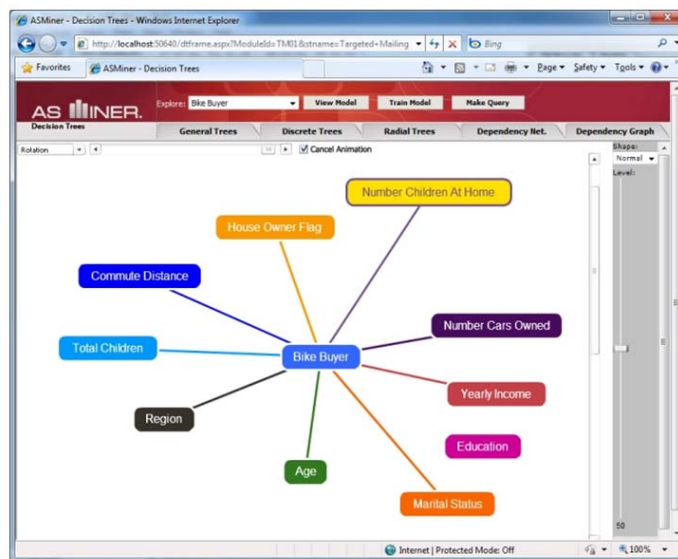 ASMiner - Decision Trees - Windows Internet Explorer
http://localhost:50640/dtframe.aspx?ModuleId=TM01&stname=Targeted+Mailing
Bing
Favorites
ASMiner - Decision Trees
Page
Safety
Tools
AS MINER.
Explore:
Bike Buyer
View Model
Train Model
Make Query
Decision Trees
General Trees
Discrete Trees
Radial Trees
Dependency Net.
Dependency Graph
Rotation
Cancel Animation
Shape:
Normal
Level:
Number Children At Home
House Owner Flag
Commute Distance
Number Cars Owned
Total Children
Bike Buyer
Yearly Income
Region
Education
Age
Marital Status
50
Internet | Protected Mode: Off
100%